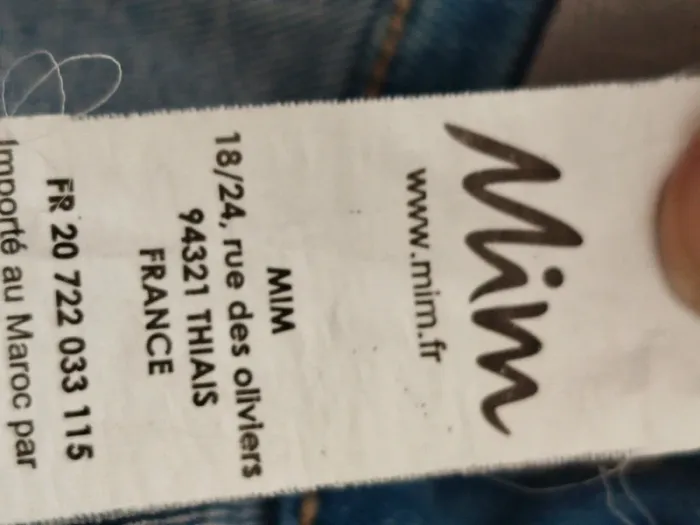 Mim
www.mim.fr
MIM
18/24, rue des oliviers
94321 THIAIS
FRANCE
FR 20 722 033 115
Importé au Maroc par